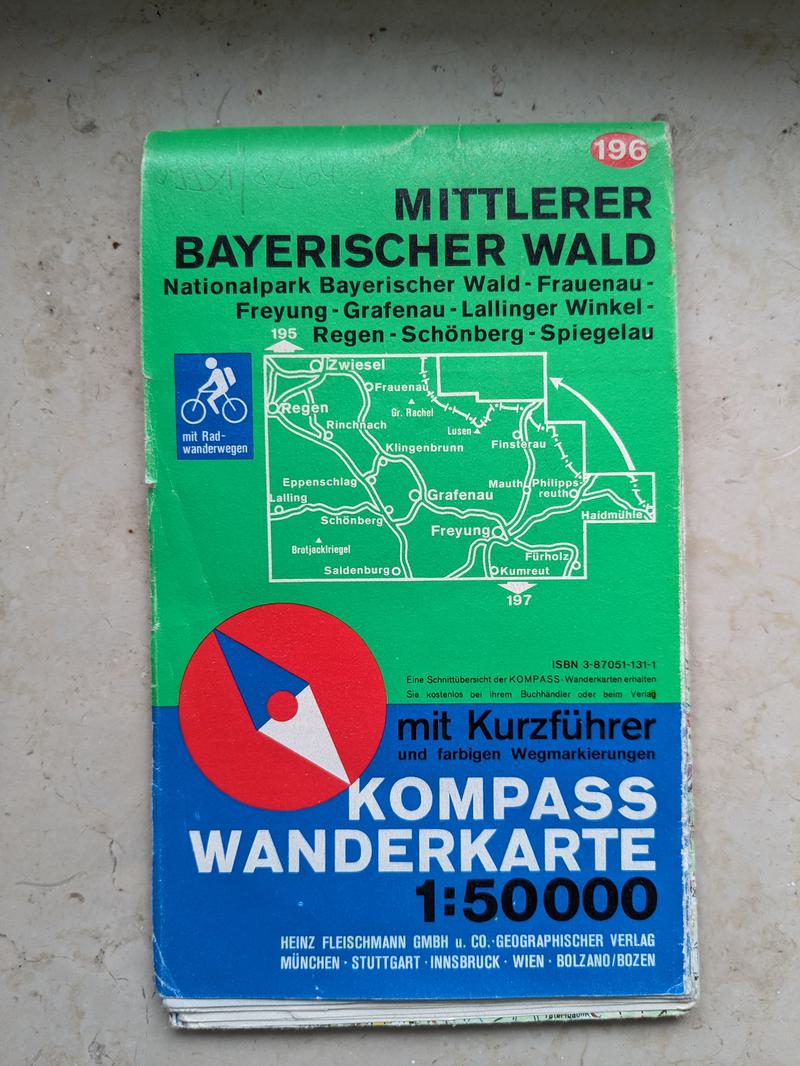 196
MITTLERER
BAYERISCHER WALD
Nationalpark Bayerischer Wald - Frauenau -
Freyung - Grafenau - Lallinger Winkel -
Regen - Schönberg - Spiegelau
195
mit Rad-
wanderwegen
Zwiesel
Frauenau
Gr. Rachel
Regen
Rinchnach
Lusen
Klingenbrunn
Finsterau
Eppenschlag
Mauth
Philipps-
reuth
Lalling
Grafenau
Schönberg
Haidmühle
Freyung
Brotjacklriegel
Fürholz
Saldenburg
Kumreut
197
ISBN 3-87051-131-1
Eine Schnittübersicht der KOMPASS-Wanderkarten erhalten
Sie kostenlos bei Ihrem Buchhändler oder beim Verlag
mit Kurzführer
und farbigen Wegmarkierungen
KOMPASS
WANDERKARTE
1:50000
HEINZ FLEISCHMANN GMBH u. CO. · GEOGRAPHISCHER VERLAG
MÜNCHEN · STUTTGART · INNSBRUCK · WIEN · BOLZANO/BOZEN